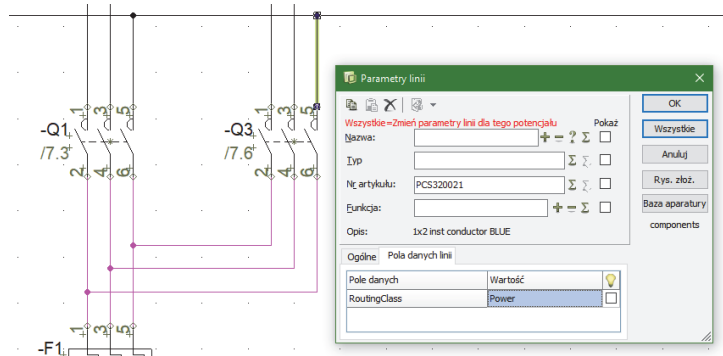 1 3 5
-Q1
/7.3
2 4 6
1 3 5
-Q3
/7.6
2 4 6
1 3 5
-F1
Parametry linii
Wszystkie=Zmień parametry linii dla tego potencjału Pokaż
Nazwa:
Typ
Nr artykułu: PCS320021
Funkcja:
Opis: 1x2 inst conductor BLUE
OK
Wszystkie
Anuluj
Rys. złoż.
Baza aparatury
components
Ogólne Pola danych linii
Pole danych Wartość
RoutingClass Power